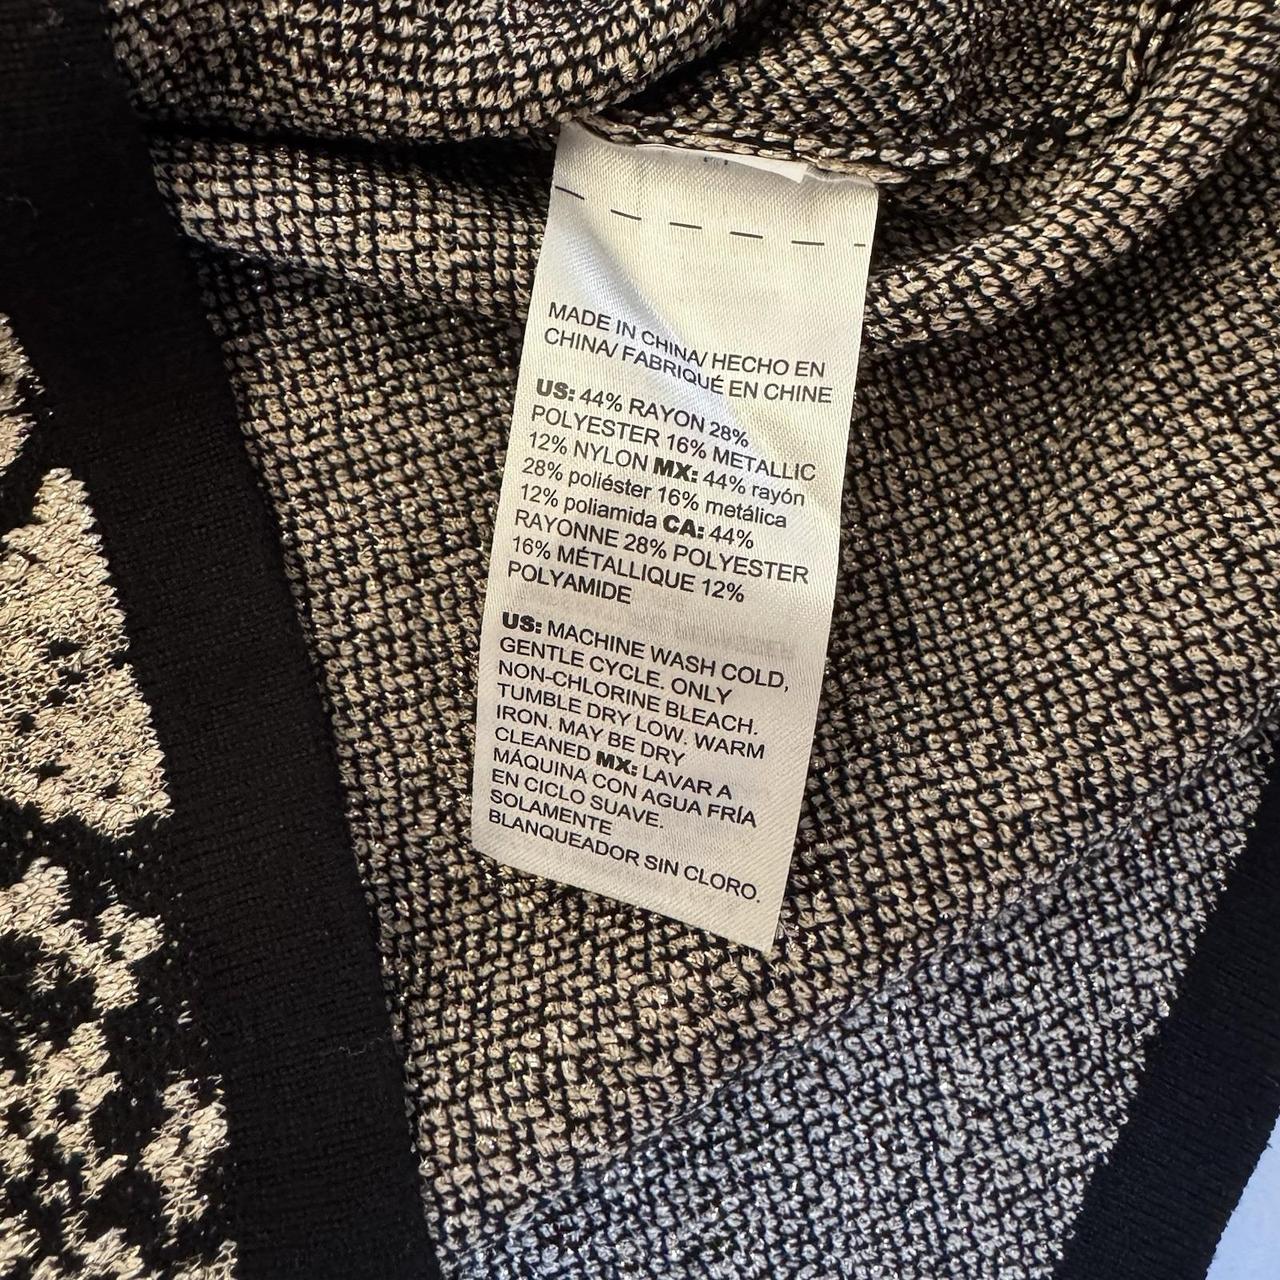 MADE IN CHINA/ HECHO EN
CHINA/ FABRIQUÉ EN CHINE
US: 44% RAYON 28%
POLYESTER 16% METALLIC
12% NYLON MX: 44% rayón
28% poliéster 16% metálica
12% poliamida CA: 44%
RAYONNE 28% POLYESTER
16% MÉTALLIQUE 12%
POLYAMIDE
US: MACHINE WASH COLD,
GENTLE CYCLE. ONLY
NON-CHLORINE BLEACH.
TUMBLE DRY LOW. WARM
IRON. MAY BE DRY
CLEANED MX: LAVAR A
MÁQUINA CON AGUA FRÍA
EN CICLO SUAVE.
SOLAMENTE
BLANQUEADOR SIN CLORO.